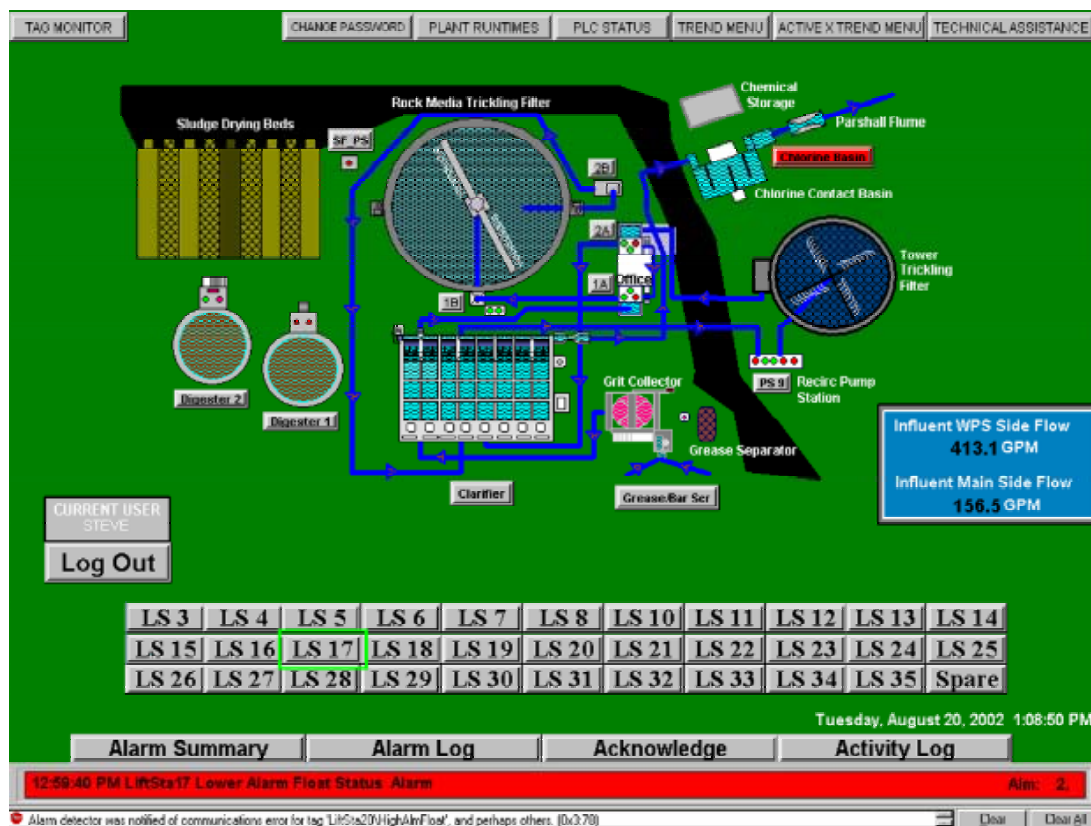 TAG MONITOR
CHANGE PASSWORD
PLANT RUNTIMES
PLC STATUS
TREND MENU
ACTIVE X TREND MENU
TECHNICAL ASSISTANCE
Rock Media Trickling Filter
Chemical
Storage
Sludge Drying Beds
Parshall Flume
SF PS
Chlorine Basin
2B
Chlorine Contact Basin
2A
Tower
Trickling
Filter
Office
1A
1B
Grit Collector
PS 9
Recirc Pump
Station
Digester 2
Digester 1
Grease Separator
Influent WPS Side Flow
413.1 GPM
Influent Main Side Flow
156.5 GPM
Clarifier
Grease/Bar Scr
CURRENT USER
STEVE
Log Out
LS 3 LS 4 LS 5 LS 6 LS 7 LS 8 LS 10 LS 11 LS 12 LS 13 LS 14
LS 15 LS 16 LS 17 LS 18 LS 19 LS 20 LS 21 LS 22 LS 23 LS 24 LS 25
LS 26 LS 27 LS 28 LS 29 LS 30 LS 31 LS 32 LS 33 LS 34 LS 35 Spare
Tuesday, August 20, 2002 1:08:50 PM
Alarm Summary
Alarm Log
Acknowledge
Activity Log
12:59:40 PM LiftSta17 Lower Alarm Float Status Alarm
Alm: 2
Alarm detector was notified of communications error for tag 'LiftSta20\HighAlmFloat', and perhaps others. (0x3:78)
Clear
Clear All